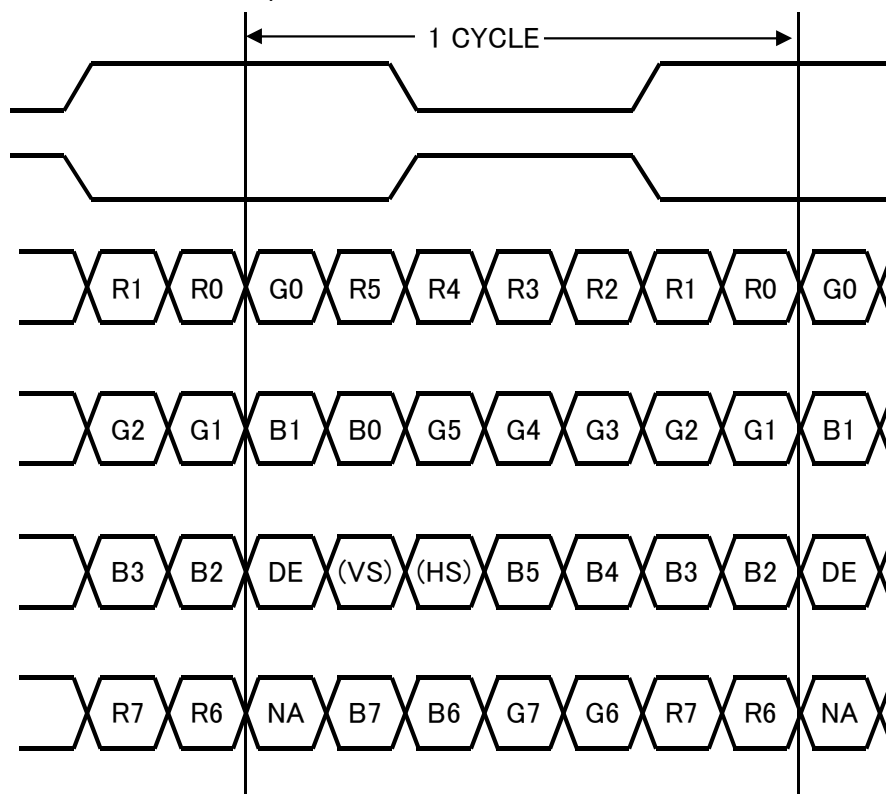 1 CYCLE
R1 R0 G0 R5 R4 R3 R2 R1 R0 G0
G2 G1 B1 B0 G5 G4 G3 G2 G1 B1
B3 B2 DE (VS) (HS) B5 B4 B3 B2 DE
R7 R6 NA B7 B6 G7 G6 R7 R6 NA